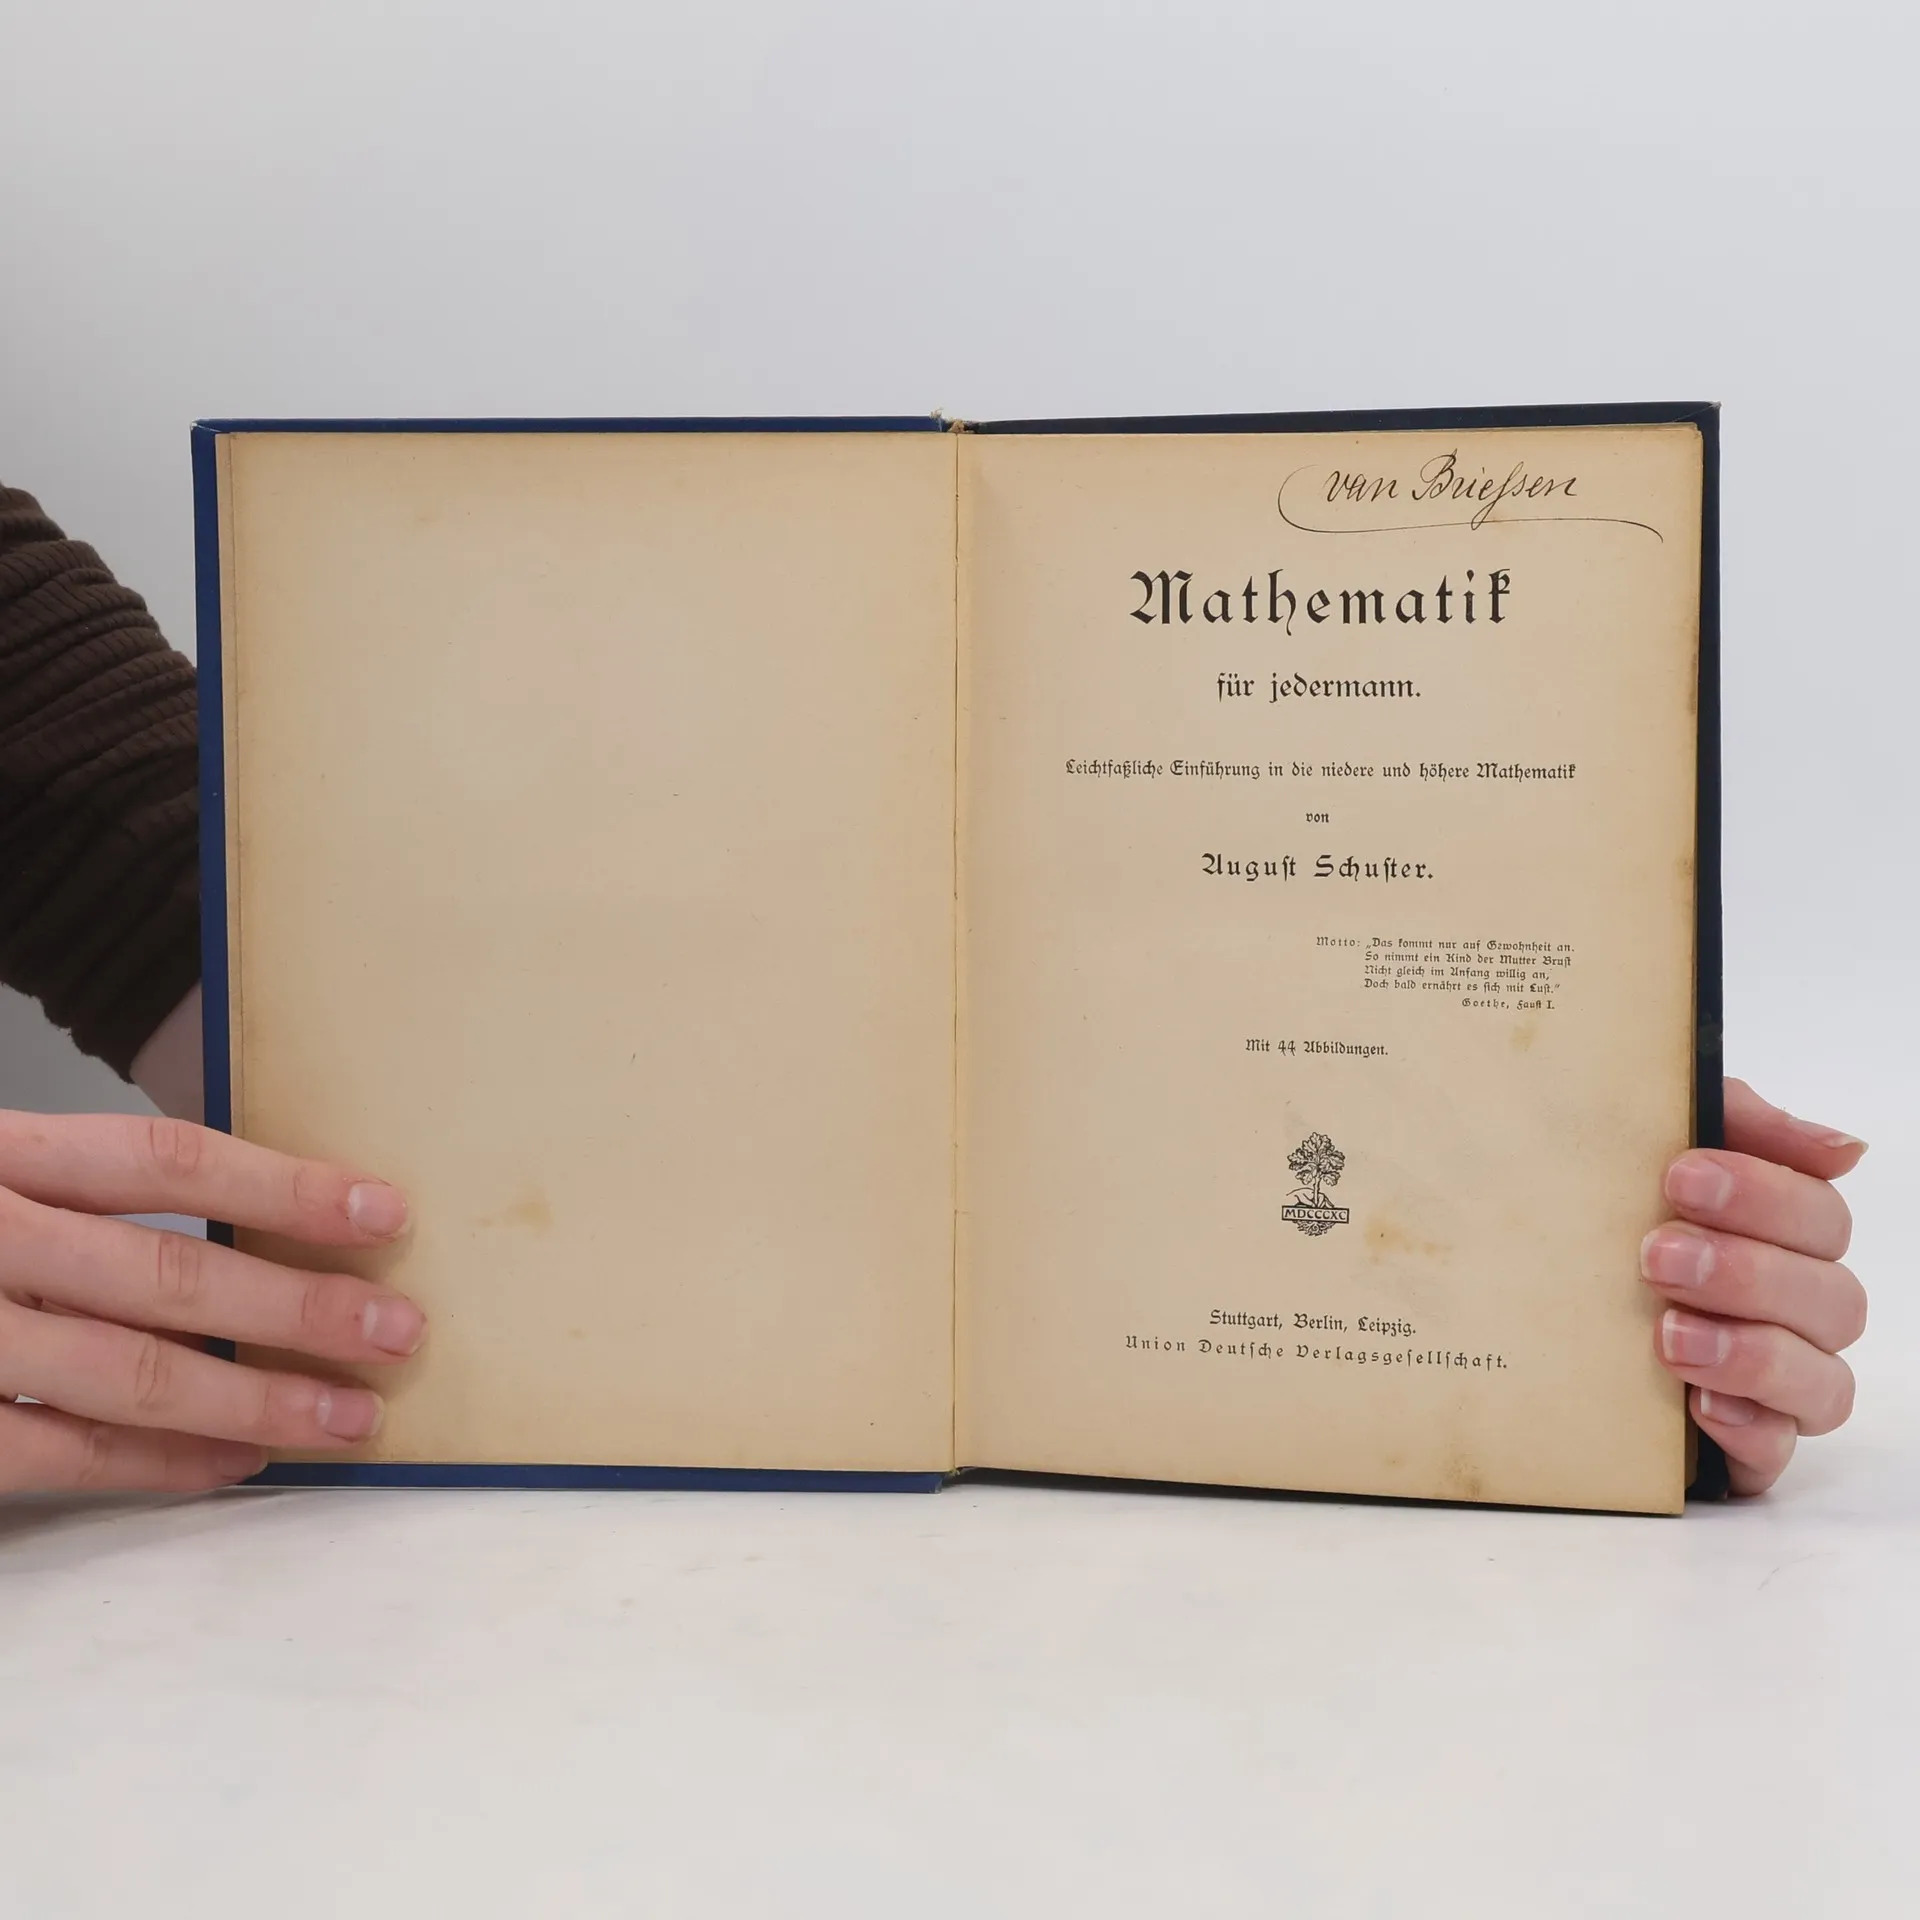 van Briessen
Mathematik
für jedermann.
Leichtfaßliche Einführung in die niedere und höhere Mathematik
von
August Schuster.
Motto: „Das kommt nur auf Gewohnheit an.
So nimmt ein Kind der Mutter Brust
Nicht gleich im Anfang willig an,
Doch bald ernährt es sich mit Lust.“
Goethe, Faust I.
Mit 44 Abbildungen.
MDCCCXC
Stuttgart, Berlin, Leipzig.
Union Deutsche Verlagsgesellschaft.